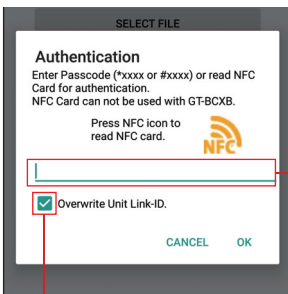 SELECT FILE
Authentication
Enter Passcode (*xxxx or #xxxx) or read NFC
Card for authentication.
NFC Card can not be used with GT-BCXB.
Press NFC icon to
read NFC card.
NFC
Overwrite Unit Link-ID.
CANCEL OK